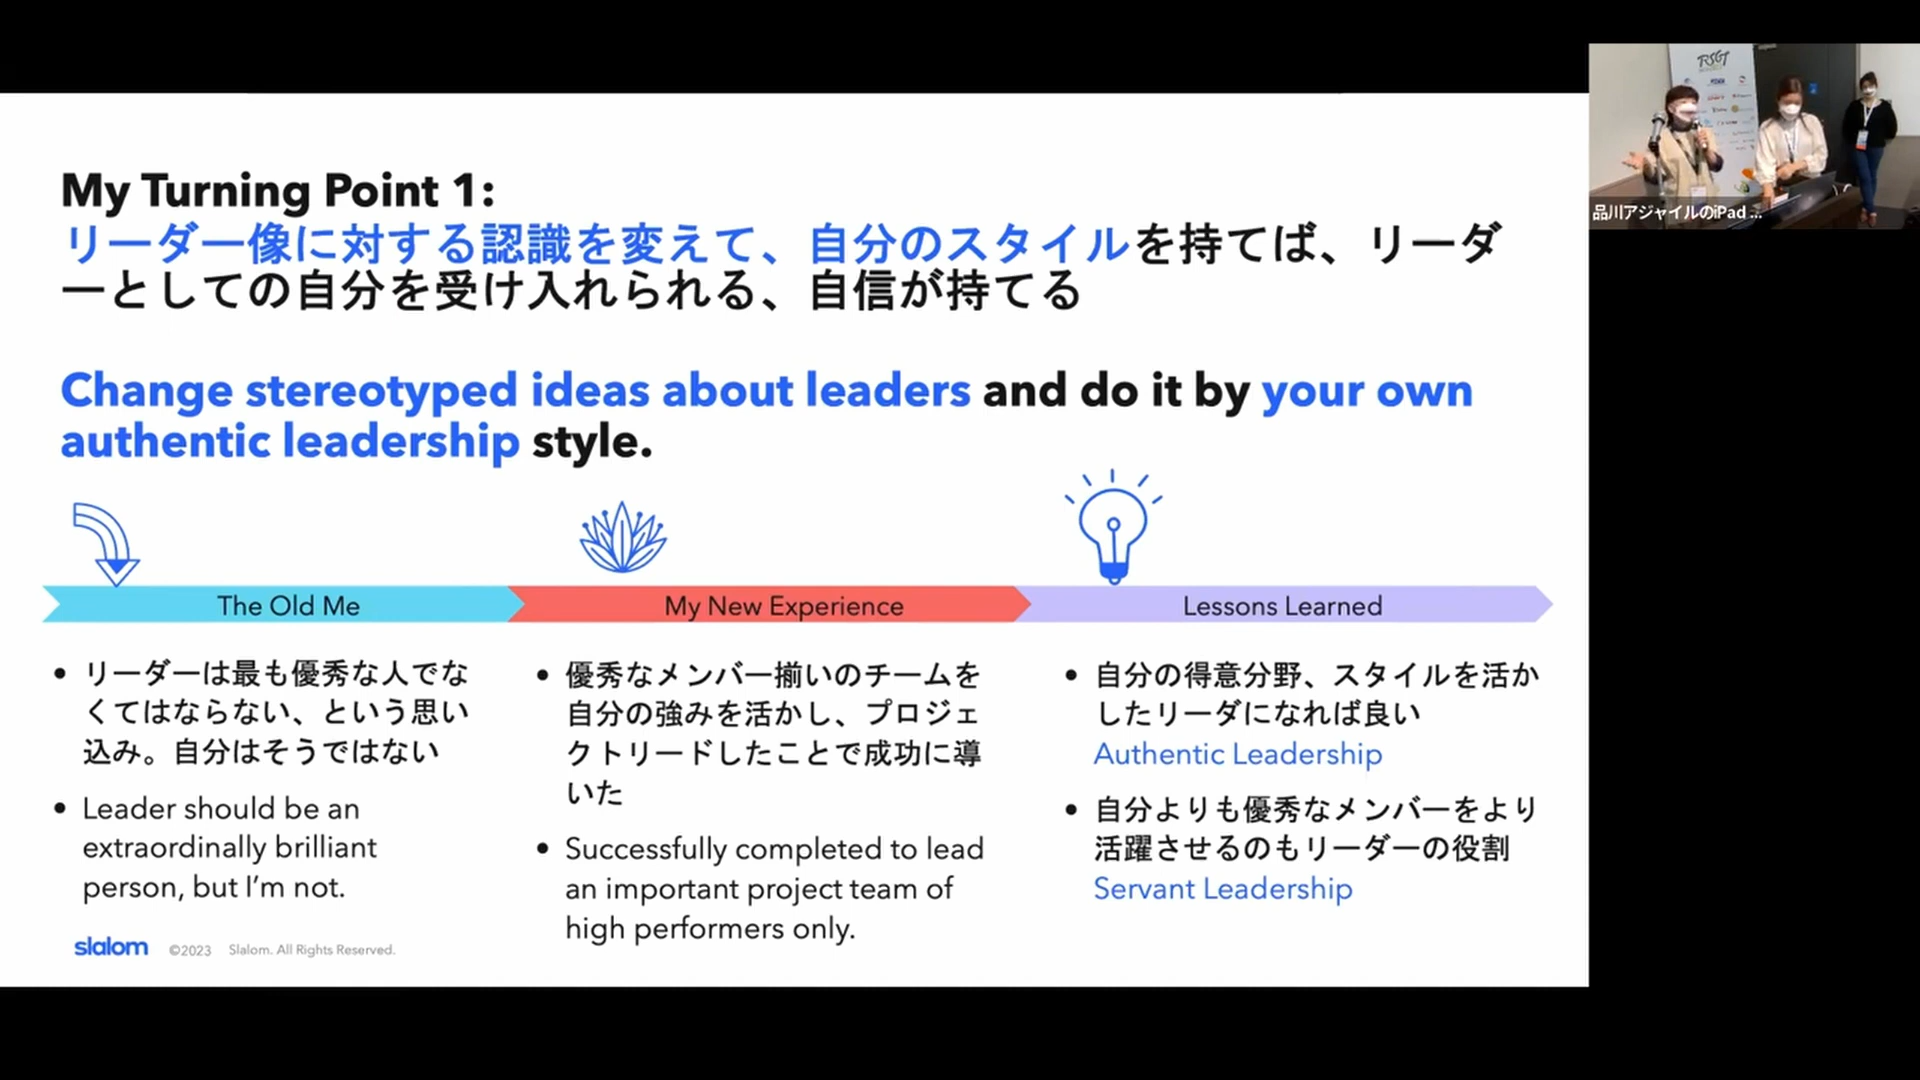 My Turning Point 1:
リーダー像に対する認識を変えて、自分のスタイルを持てば、リーダ
ーとしての自分を受け入れられる、自信が持てる
Change stereotyped ideas about leaders and do it by your own
authentic leadership style.
The Old Me
リーダーは最も優秀な人でな
くてはならない、という思い
込み。自分はそうではない
Leader should be an
extraordinally brilliant
person, but I'm not.
My New Experience
優秀なメンバー揃いのチームを
自分の強みを活かし、プロジェ
クトリードしたことで成功に導
いた
Successfully completed to lead
an important project team of
high performers only.
Lessons Learned
自分の得意分野、スタイルを活か
したリーダになれば良い
Authentic Leadership
自分よりも優秀なメンバーをより
活躍させるのもリーダーの役割
Servant Leadership
slalom ©2023 Slalom. All Rights Reserved.
RSGT
品川アジャイルのiPad ...